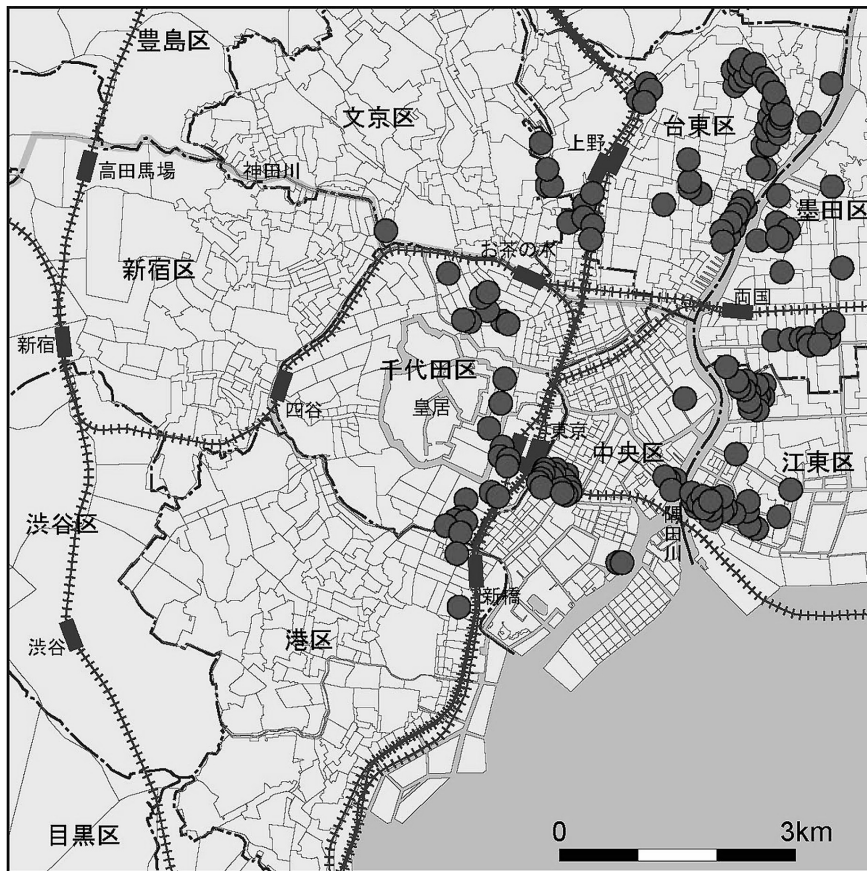 豊島区
文京区
上野
台東区
高田馬場
神田川
墨田区
新宿区
お茶の水
両国
新宿
千代田区
四谷
皇居
東京
中央区
江東区
渋谷区
隅田川
新橋
港区
渋谷
目黒区
0 3km